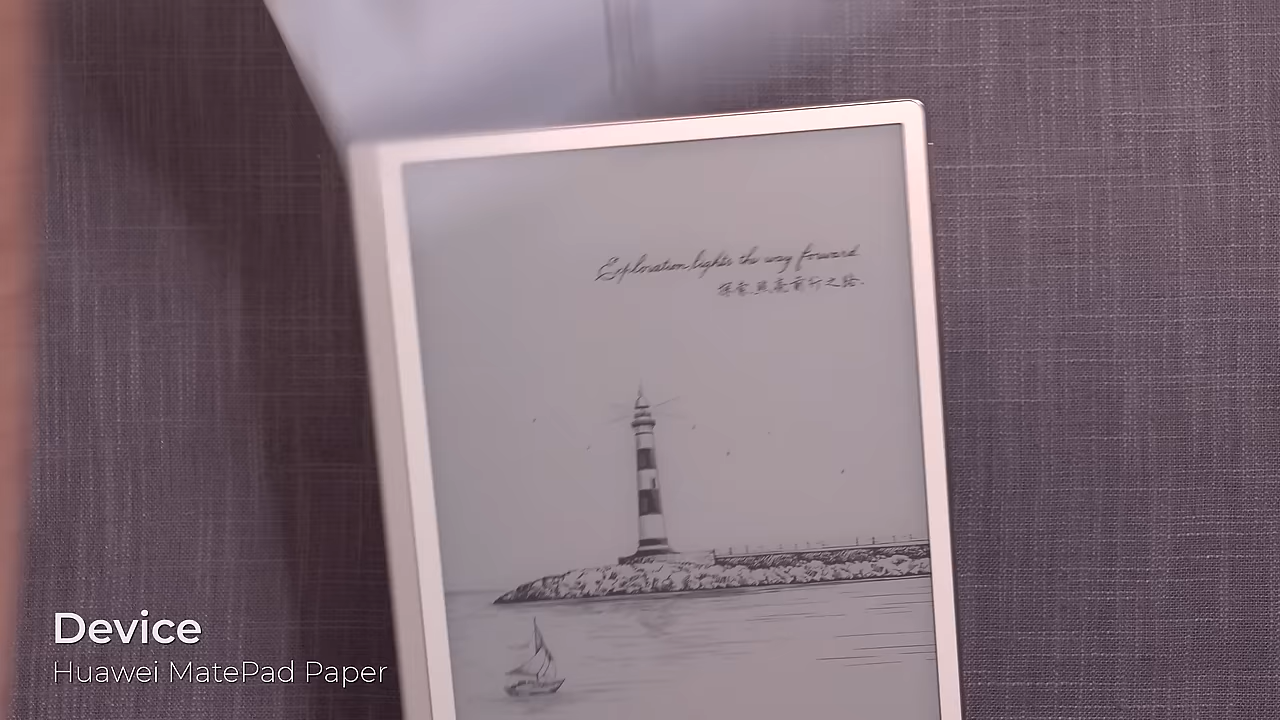 Exploration lights the way forward.
探索,照亮前行之路.
Device
Huawei MatePad Paper